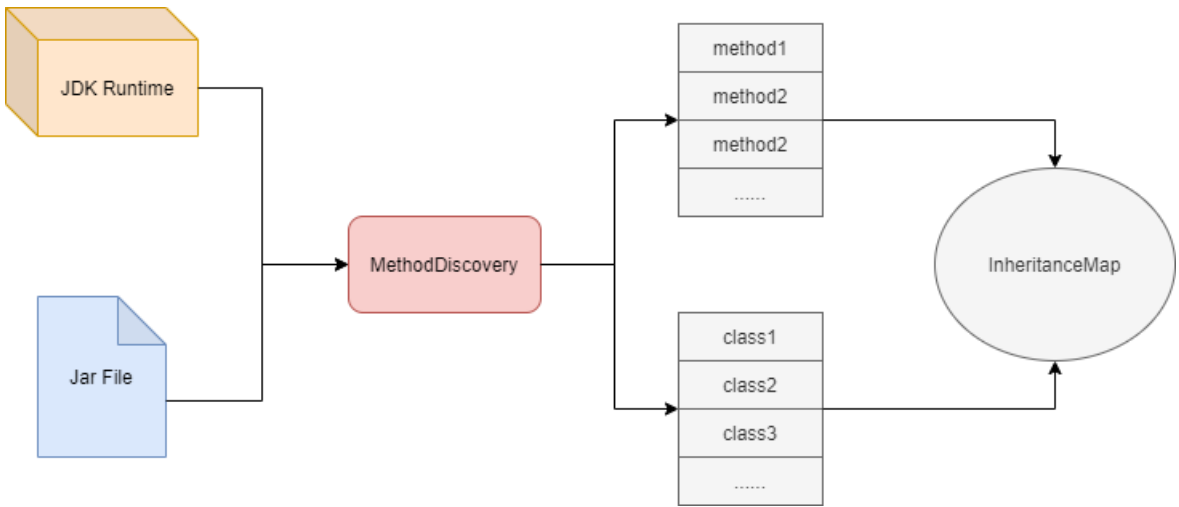 JDK Runtime
Jar File
MethodDiscovery
method1
method2
method2
......
class1
class2
class3
......
InheritanceMap